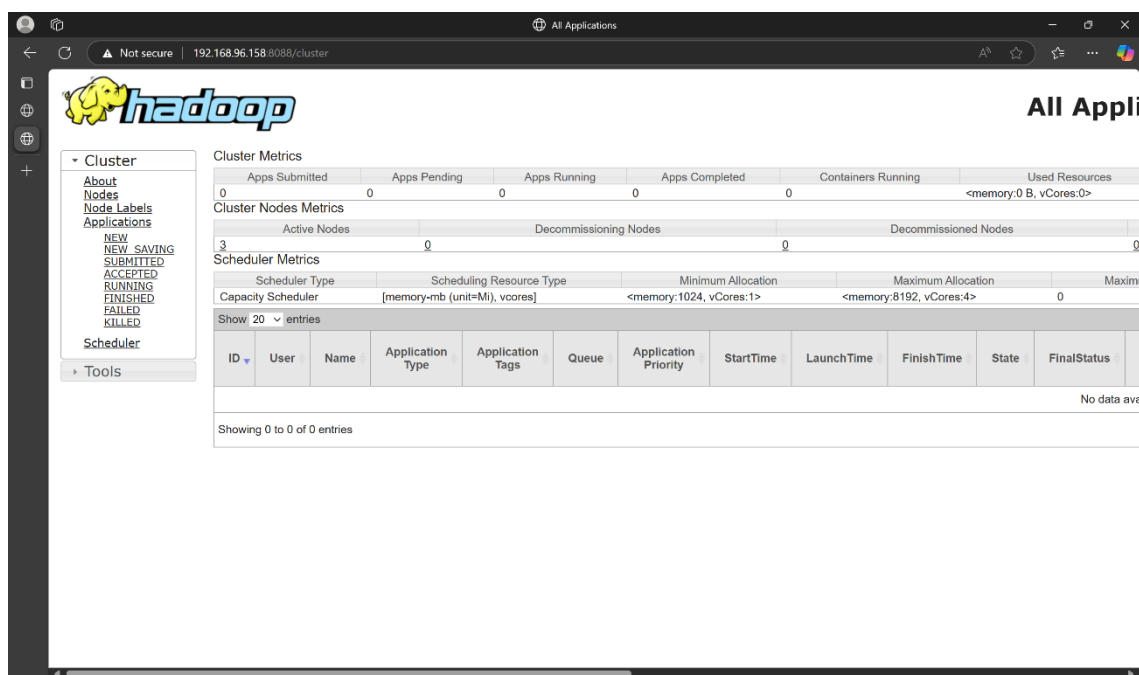 All Applications
Not secure 192.168.96.158:8088/cluster
hadoop
All Appli
Cluster
About
Nodes
Node Labels
Applications
NEW
NEW_SAVING
SUBMITTED
ACCEPTED
RUNNING
FINISHED
FAILED
KILLED
Scheduler
Tools
Cluster Metrics
Apps Submitted Apps Pending Apps Running Apps Completed Containers Running Used Resources
0 0 0 0 0 <memory:0 B, vCores:0>
Cluster Nodes Metrics
Active Nodes Decommissioning Nodes Decommissioned Nodes
3 0 0 0
Scheduler Metrics
Scheduler Type Scheduling Resource Type Minimum Allocation Maximum Allocation Maxim
Capacity Scheduler [memory-mb (unit=Mi), vcores] <memory:1024, vCores:1> <memory:8192, vCores:4> 0
Show 20 entries
ID User Name Application Type Application Tags Queue Application Priority StartTime LaunchTime FinishTime State FinalStatus
No data ava
Showing 0 to 0 of 0 entries